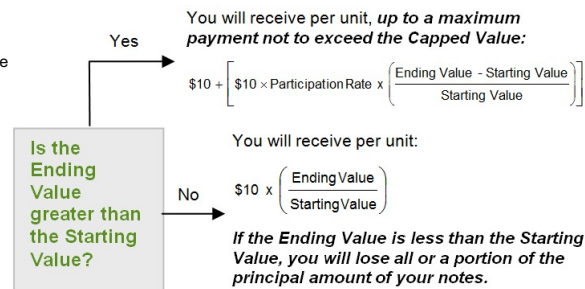 You will receive per unit, up to a maximum
payment not to exceed the Capped Value:
Yes
e
$10 + [ $10 × Participation Rate x ( Ending Value - Starting Value / Starting Value ) ]
Is the
Ending
Value
greater than
the Starting
Value?
No
You will receive per unit:
$10 x ( Ending Value / Starting Value )
If the Ending Value is less than the Starting
Value, you will lose all or a portion of the
principal amount of your notes.